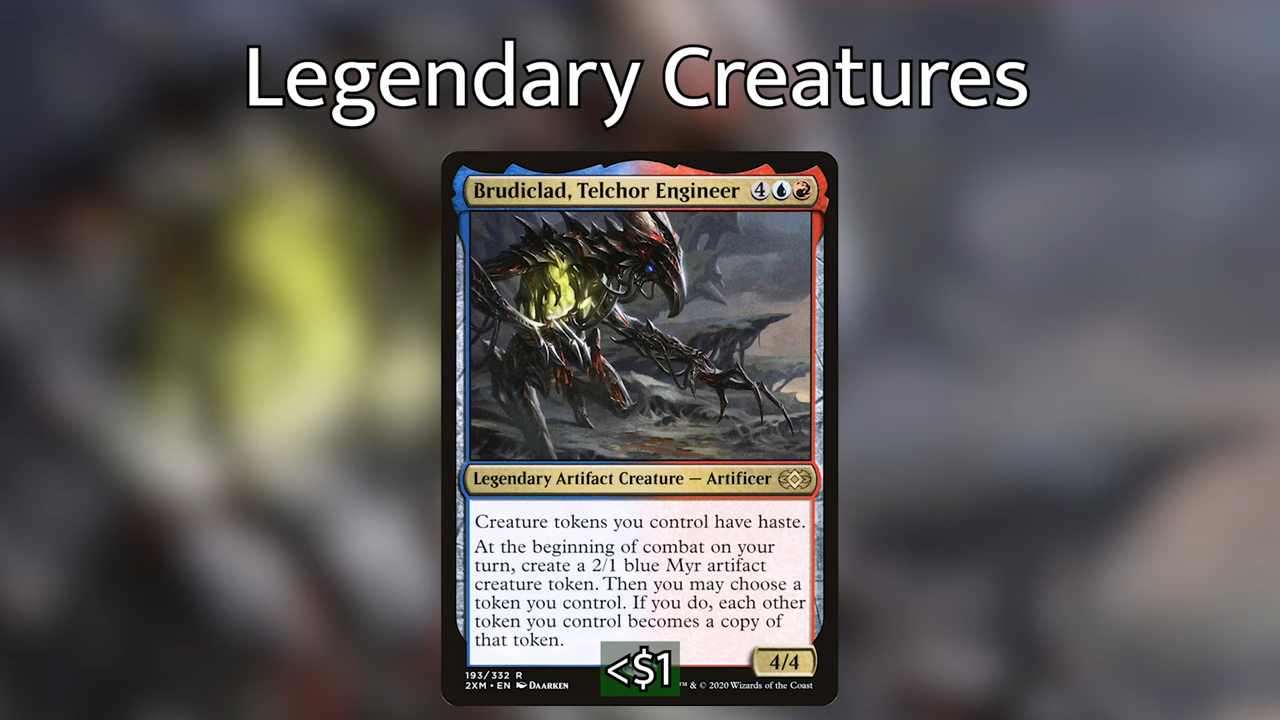 Legendary Creatures
Brudiclad, Telchor Engineer 4
Legendary Artifact Creature — Artificer
Creature tokens you control have haste.
At the beginning of combat on your
turn, create a 2/1 blue Myr artifact
creature token. Then you may choose a
token you control. If you do, each other
token you control becomes a copy of
that token.
<$1
4/4
193/332 R
2XM • EN DAARKEN
™ & © 2020 Wizards of the Coast